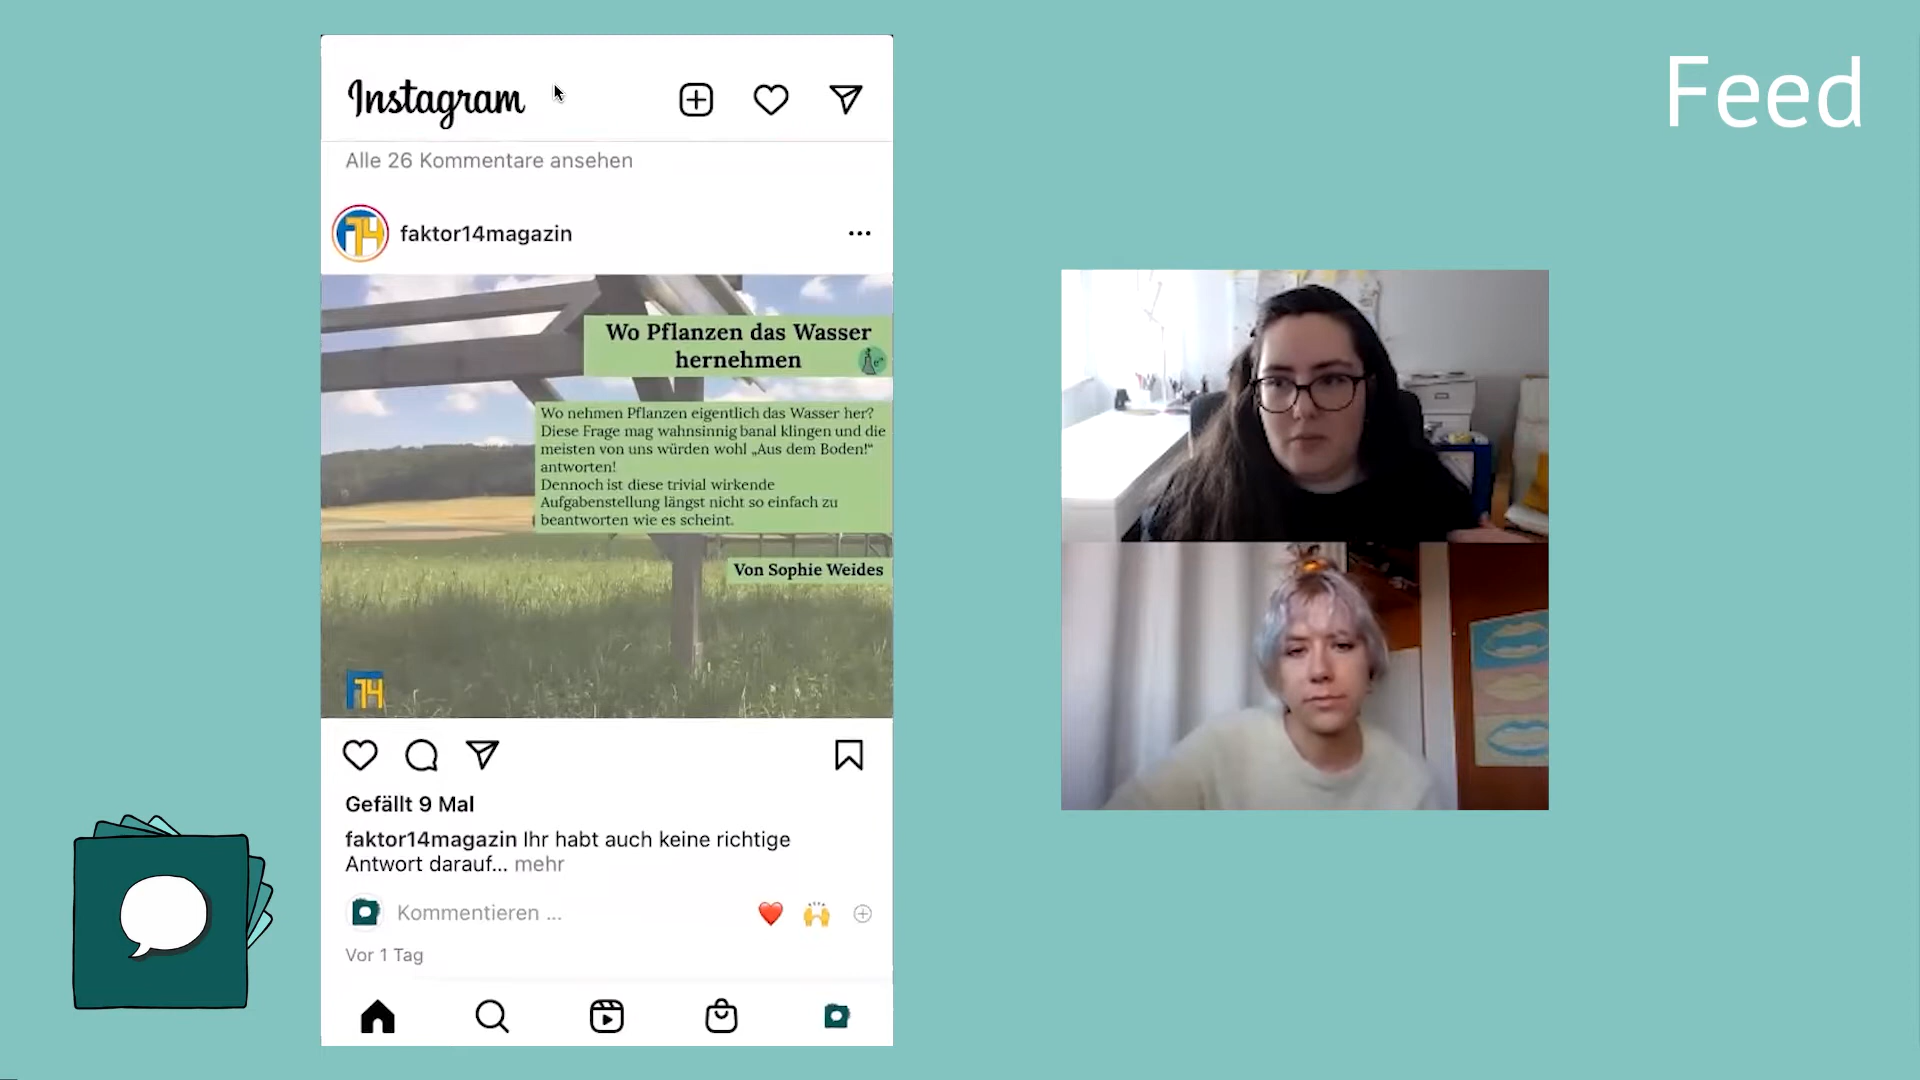 Feed
Instagram
Alle 26 Kommentare ansehen
faktor14magazin
Wo Pflanzen das Wasser
hernehmen
Wo nehmen Pflanzen eigentlich das Wasser her?
Diese Frage mag wahnsinnig banal klingen und die
meisten von uns würden wohl „Aus dem Boden!“
antworten!
Dennoch ist diese trivial wirkende
Aufgabenstellung längst nicht so einfach zu
beantworten wie es scheint.
Von Sophie Weides
F14
Gefällt 9 Mal
faktor14magazin Ihr habt auch keine richtige
Antwort darauf... mehr
Kommentieren ...
Vor 1 Tag